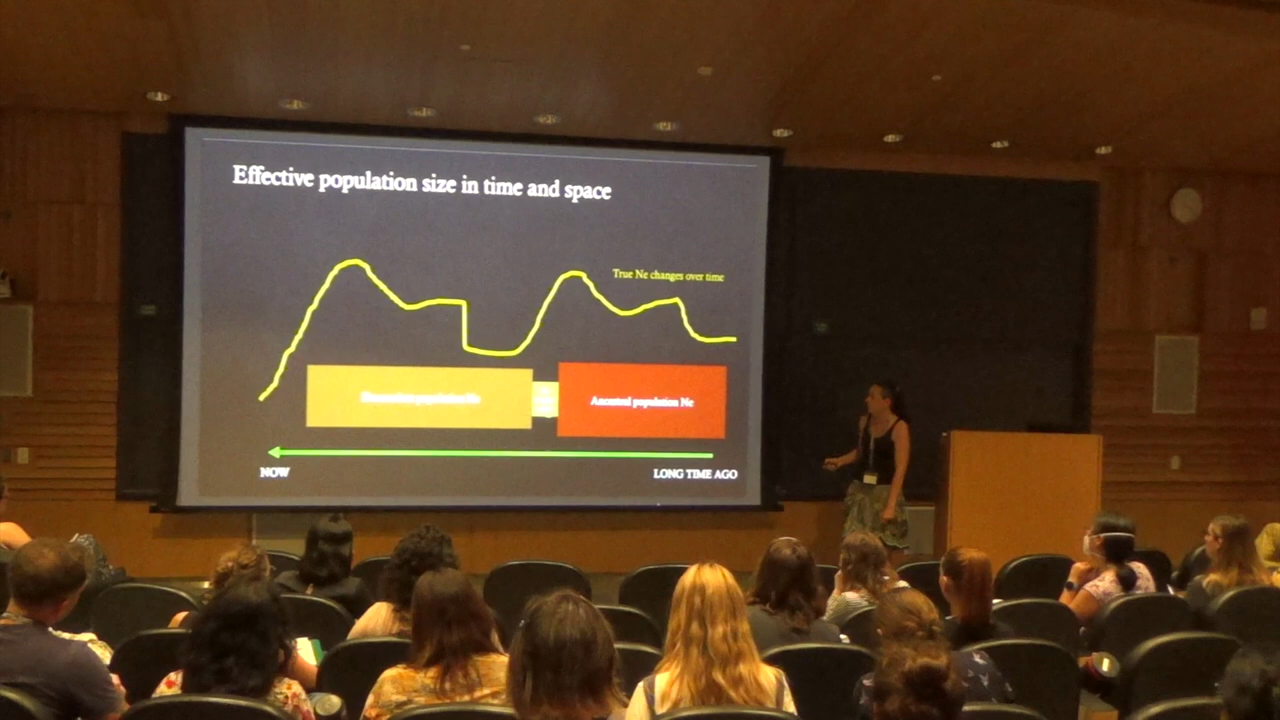 Effective population size in time and space
True Ne changes over time
Ancestral population Ne
NOW
LONG TIME AGO